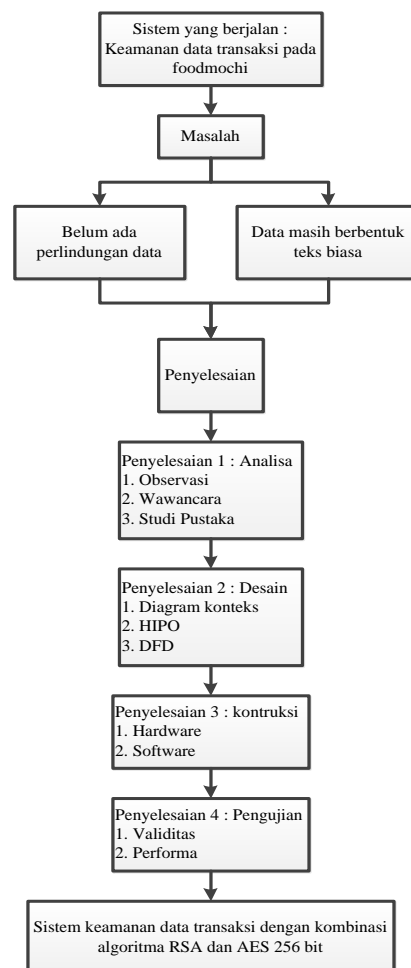 Sistem yang berjalan :
Keamanan data transaksi pada
foodmochi
Masalah
Belum ada
perlindungan data
Data masih berbentuk
teks biasa
Penyelesaian
Penyelesaian 1 : Analisa
1. Observasi
2. Wawancara
3. Studi Pustaka
Penyelesaian 2 : Desain
1. Diagram konteks
2. HIPO
3. DFD
Penyelesaian 3 : kontruksi
1. Hardware
2. Software
Penyelesaian 4 : Pengujian
1. Validitas
2. Performa
Sistem keamanan data transaksi dengan kombinasi
algoritma RSA dan AES 256 bit